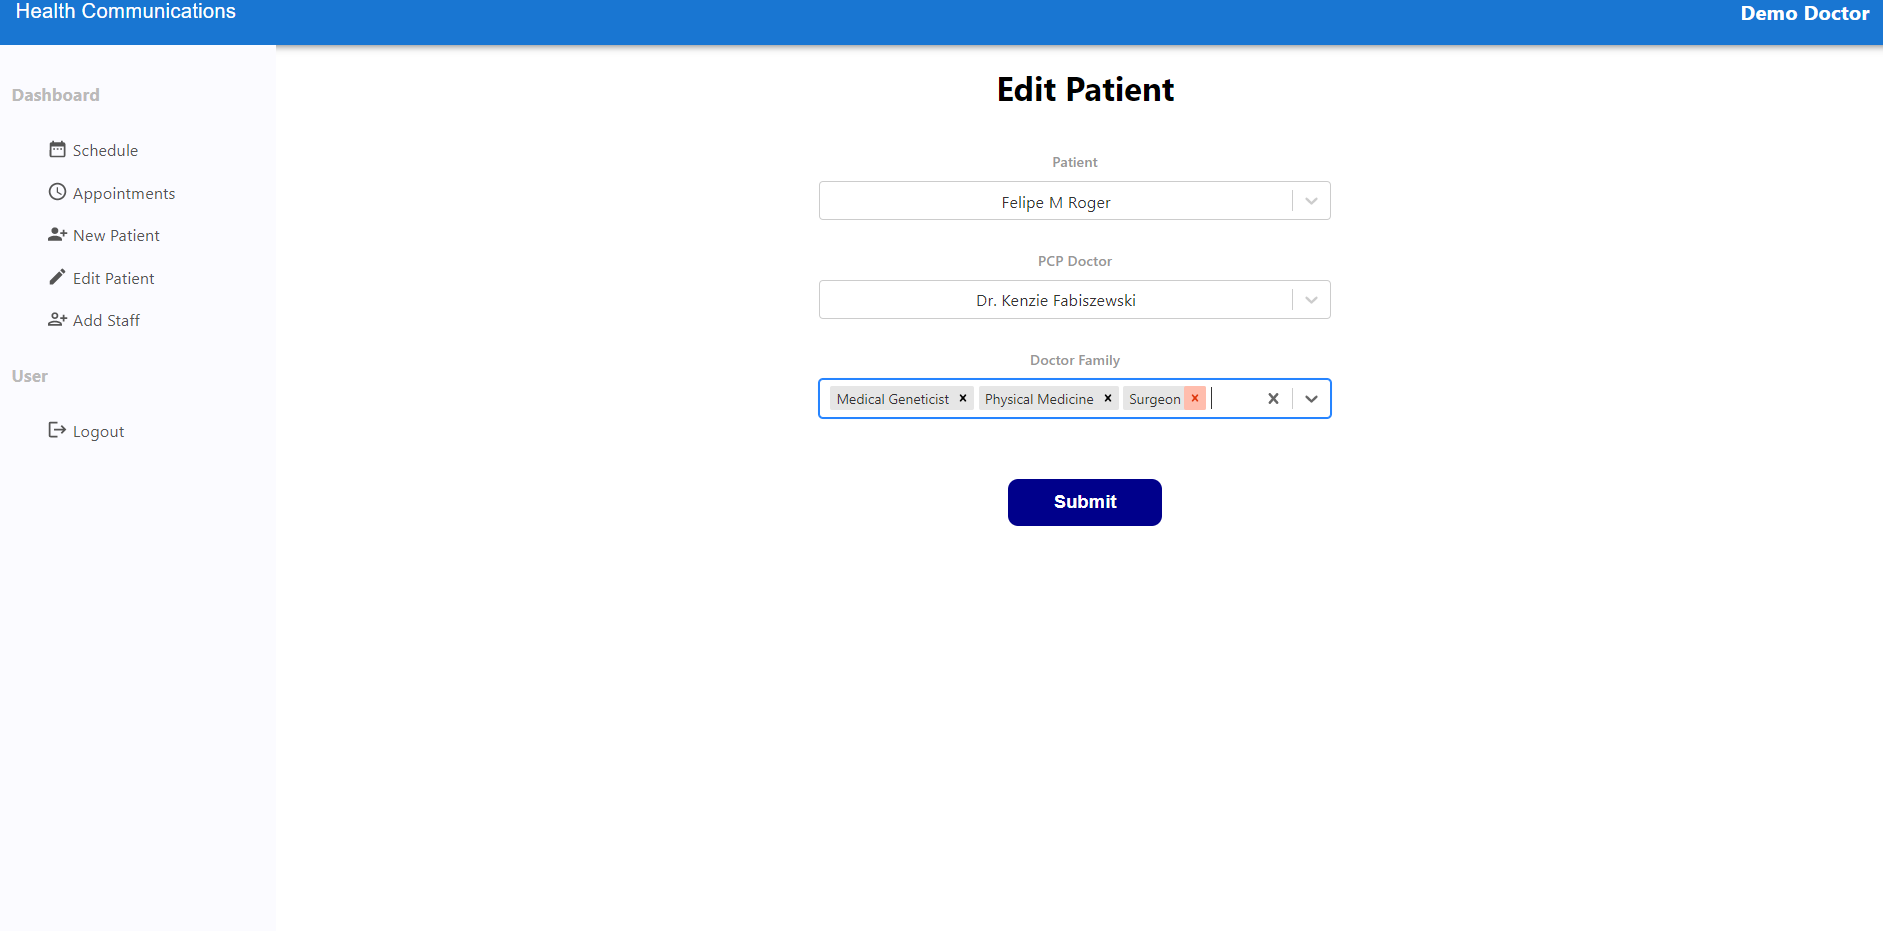 Health Communications
Demo Doctor
Dashboard
Schedule
Appointments
New Patient
Edit Patient
Add Staff
User
Logout
Edit Patient
Patient
Felipe M Roger
PCP Doctor
Dr. Kenzie Fabiszewski
Doctor Family
Medical Geneticist Physical Medicine Surgeon
Submit